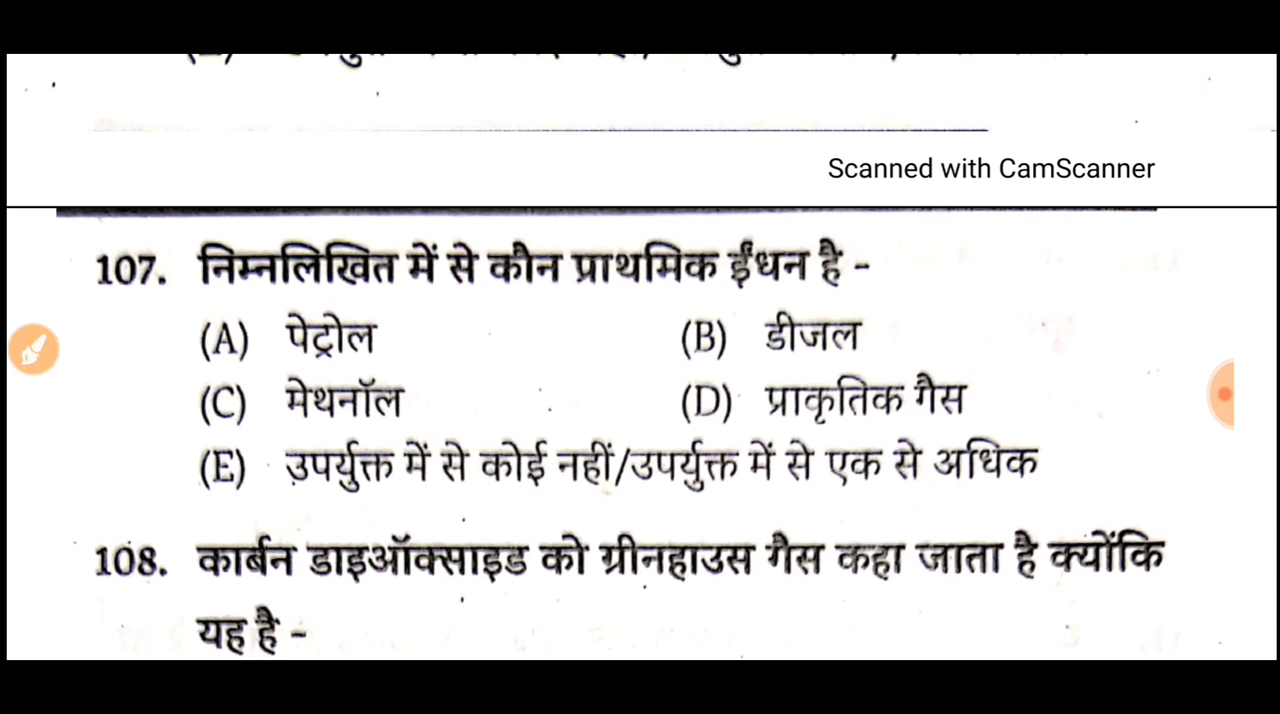 Scanned with CamScanner
107. निम्नलिखित में से कौन प्राथमिक ईंधन है -
(A) पेट्रोल (B) डीजल
(C) मेथनॉल (D) प्राकृतिक गैस
(E) उपर्युक्त में से कोई नहीं/उपर्युक्त में से एक से अधिक
108. कार्बन डाइऑक्साइड को ग्रीनहाउस गैस कहा जाता है क्योंकि
यह है -